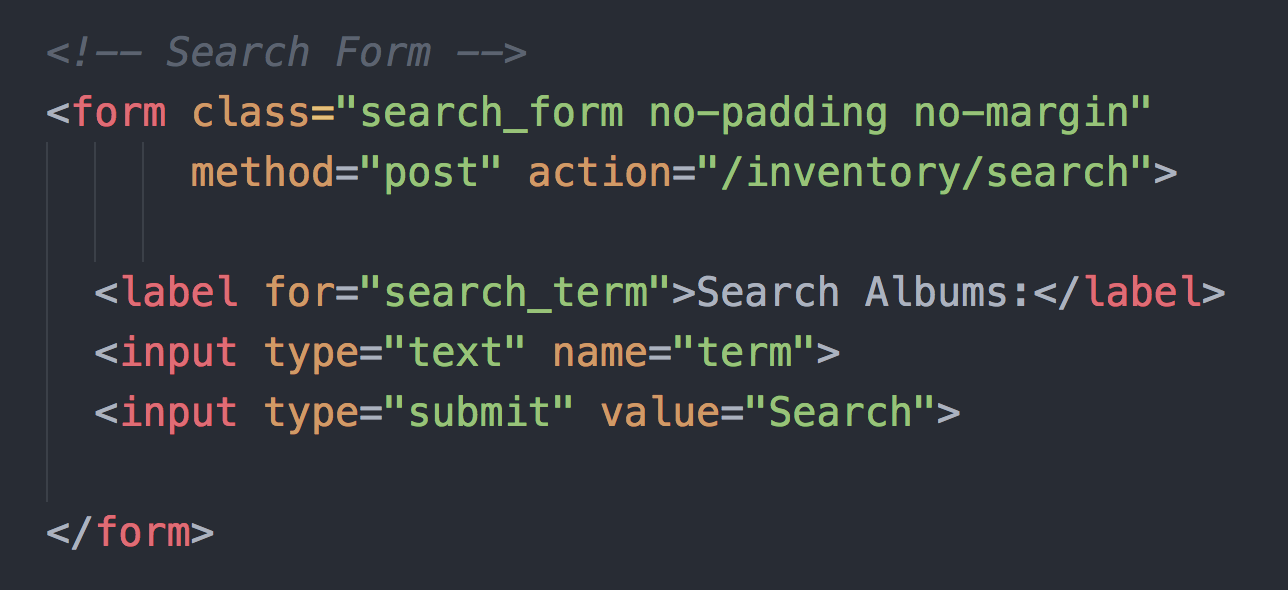 <!-- Search Form -->
<form class="search_form no-padding no-margin"
method="post" action="/inventory/search">
<label for="search_term">Search Albums:</label>
<input type="text" name="term">
<input type="submit" value="Search">
</form>